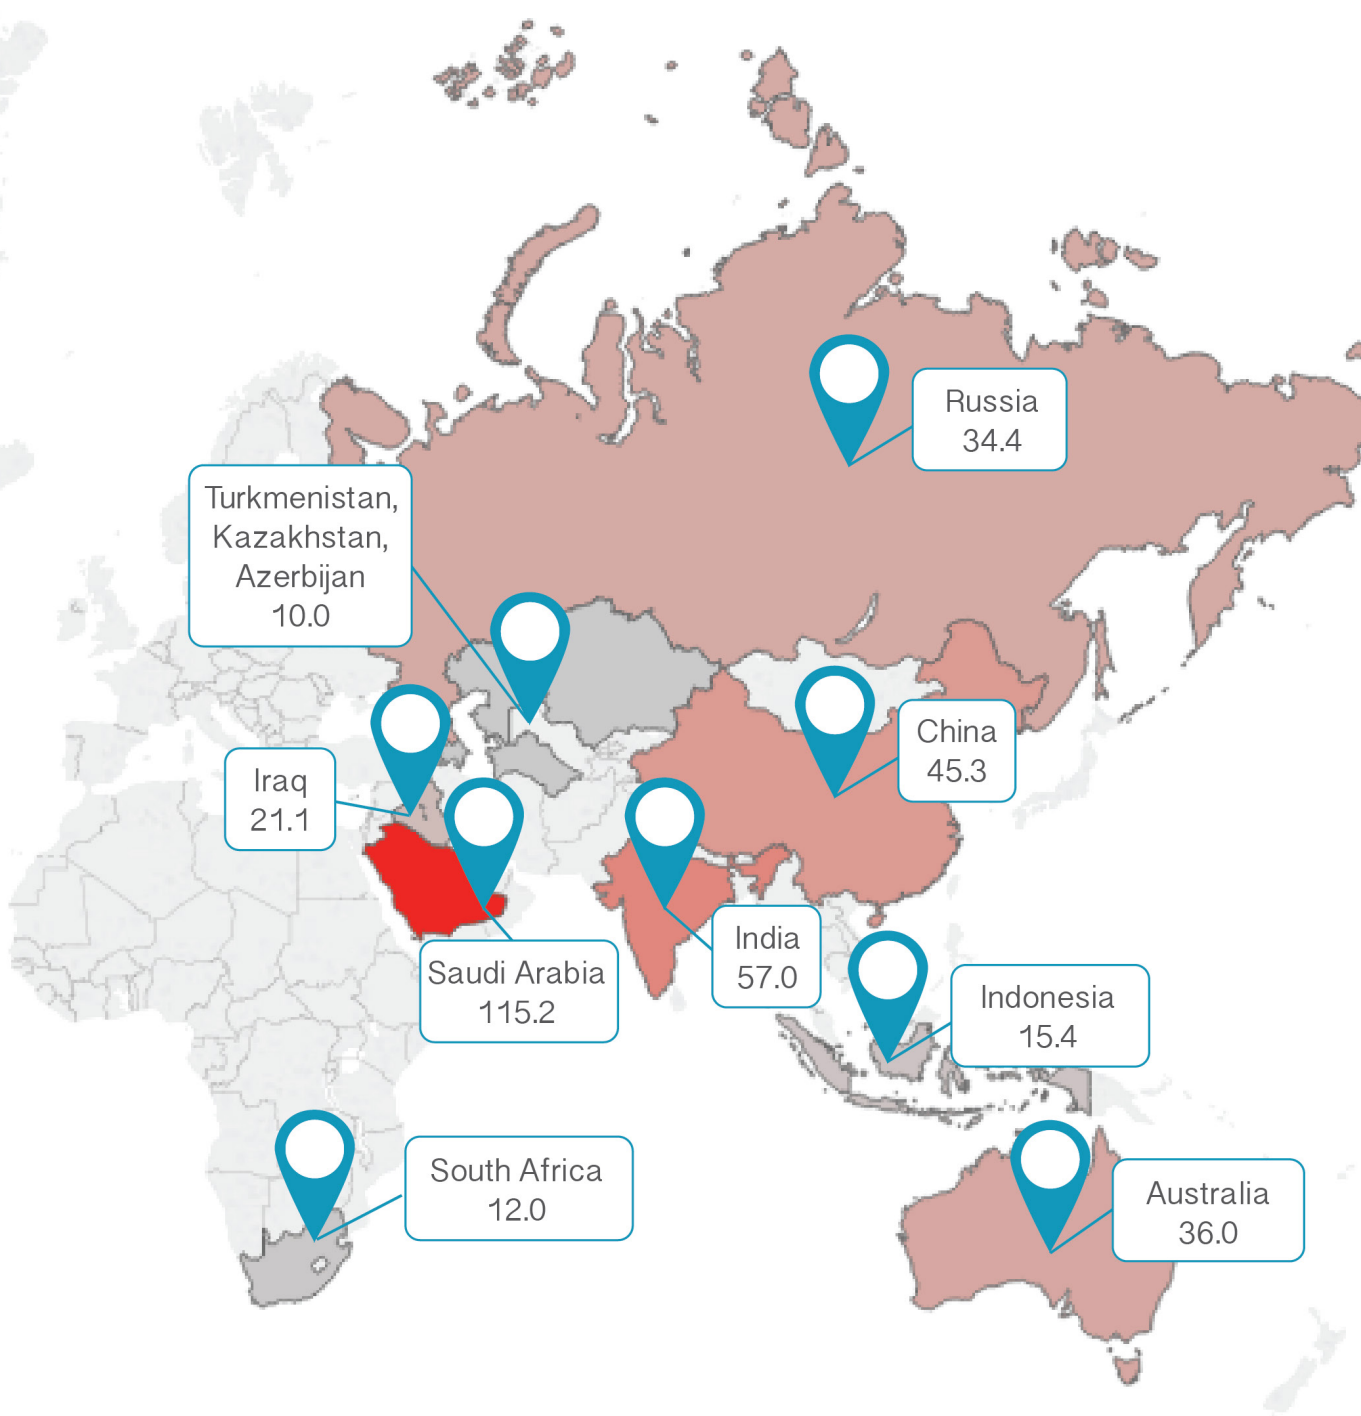 Russia
34.4
Turkmenistan,
Kazakhstan,
Azerbijan
10.0
China
45.3
Iraq
21.1
India
57.0
Saudi Arabia
115.2
Indonesia
15.4
South Africa
12.0
Australia
36.0